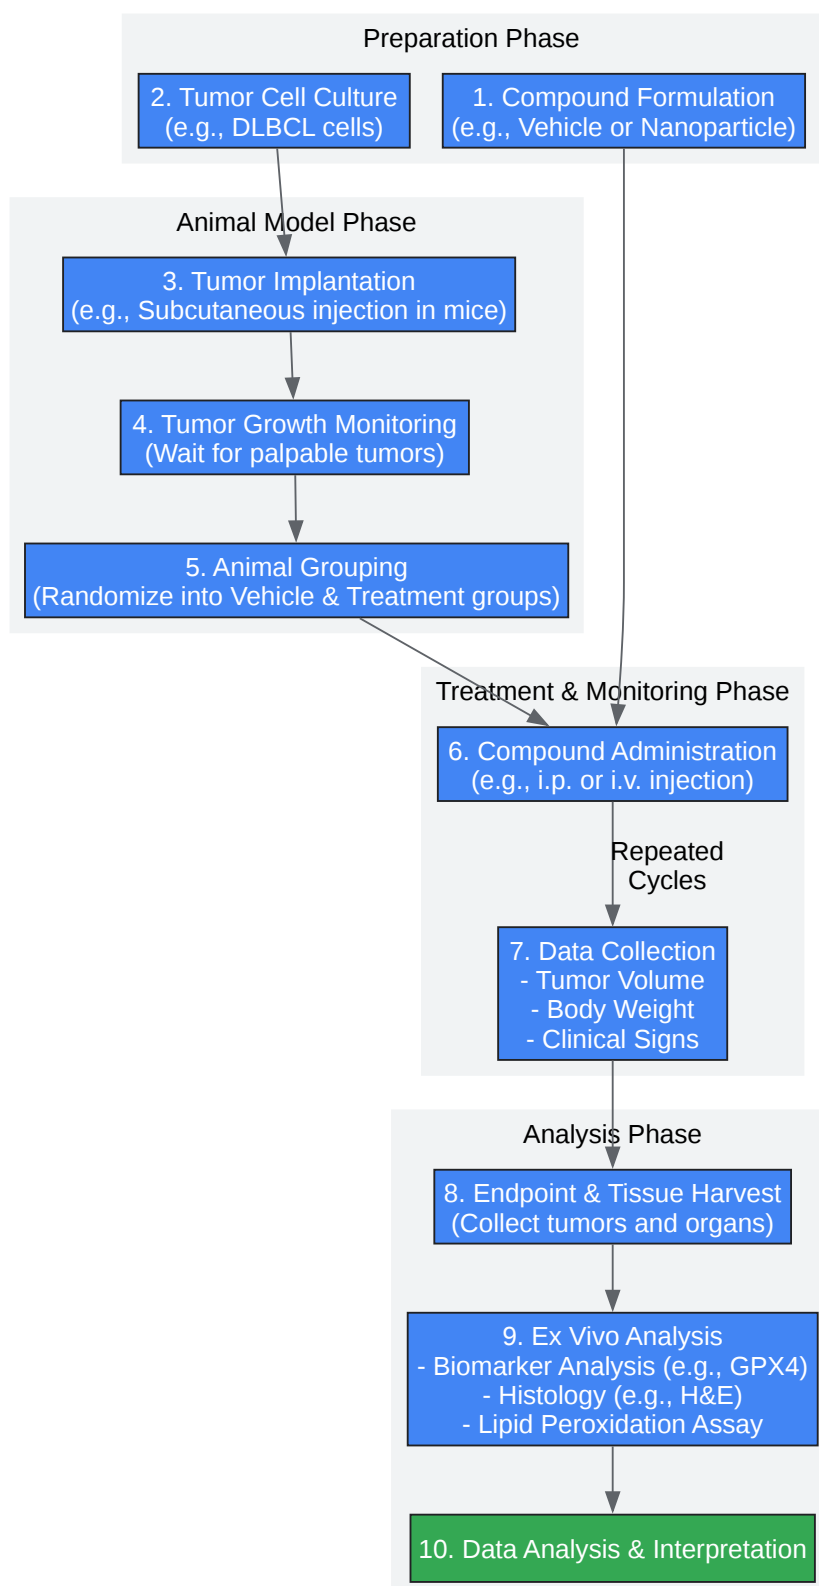 Preparation Phase
2. Tumor Cell Culture
(e.g., DLBCL cells)
1. Compound Formulation
(e.g., Vehicle or Nanoparticle)
Animal Model Phase
3. Tumor Implantation
(e.g., Subcutaneous injection in mice)
4. Tumor Growth Monitoring
(Wait for palpable tumors)
5. Animal Grouping
(Randomize into Vehicle & Treatment groups)
Treatment & Monitoring Phase
6. Compound Administration
(e.g., i.p. or i.v. injection)
Repeated
Cycles
7. Data Collection
- Tumor Volume
- Body Weight
- Clinical Signs
Analysis Phase
8. Endpoint & Tissue Harvest
(Collect tumors and organs)
9. Ex Vivo Analysis
- Biomarker Analysis (e.g., GPX4)
- Histology (e.g., H&E)
- Lipid Peroxidation Assay
10. Data Analysis & Interpretation